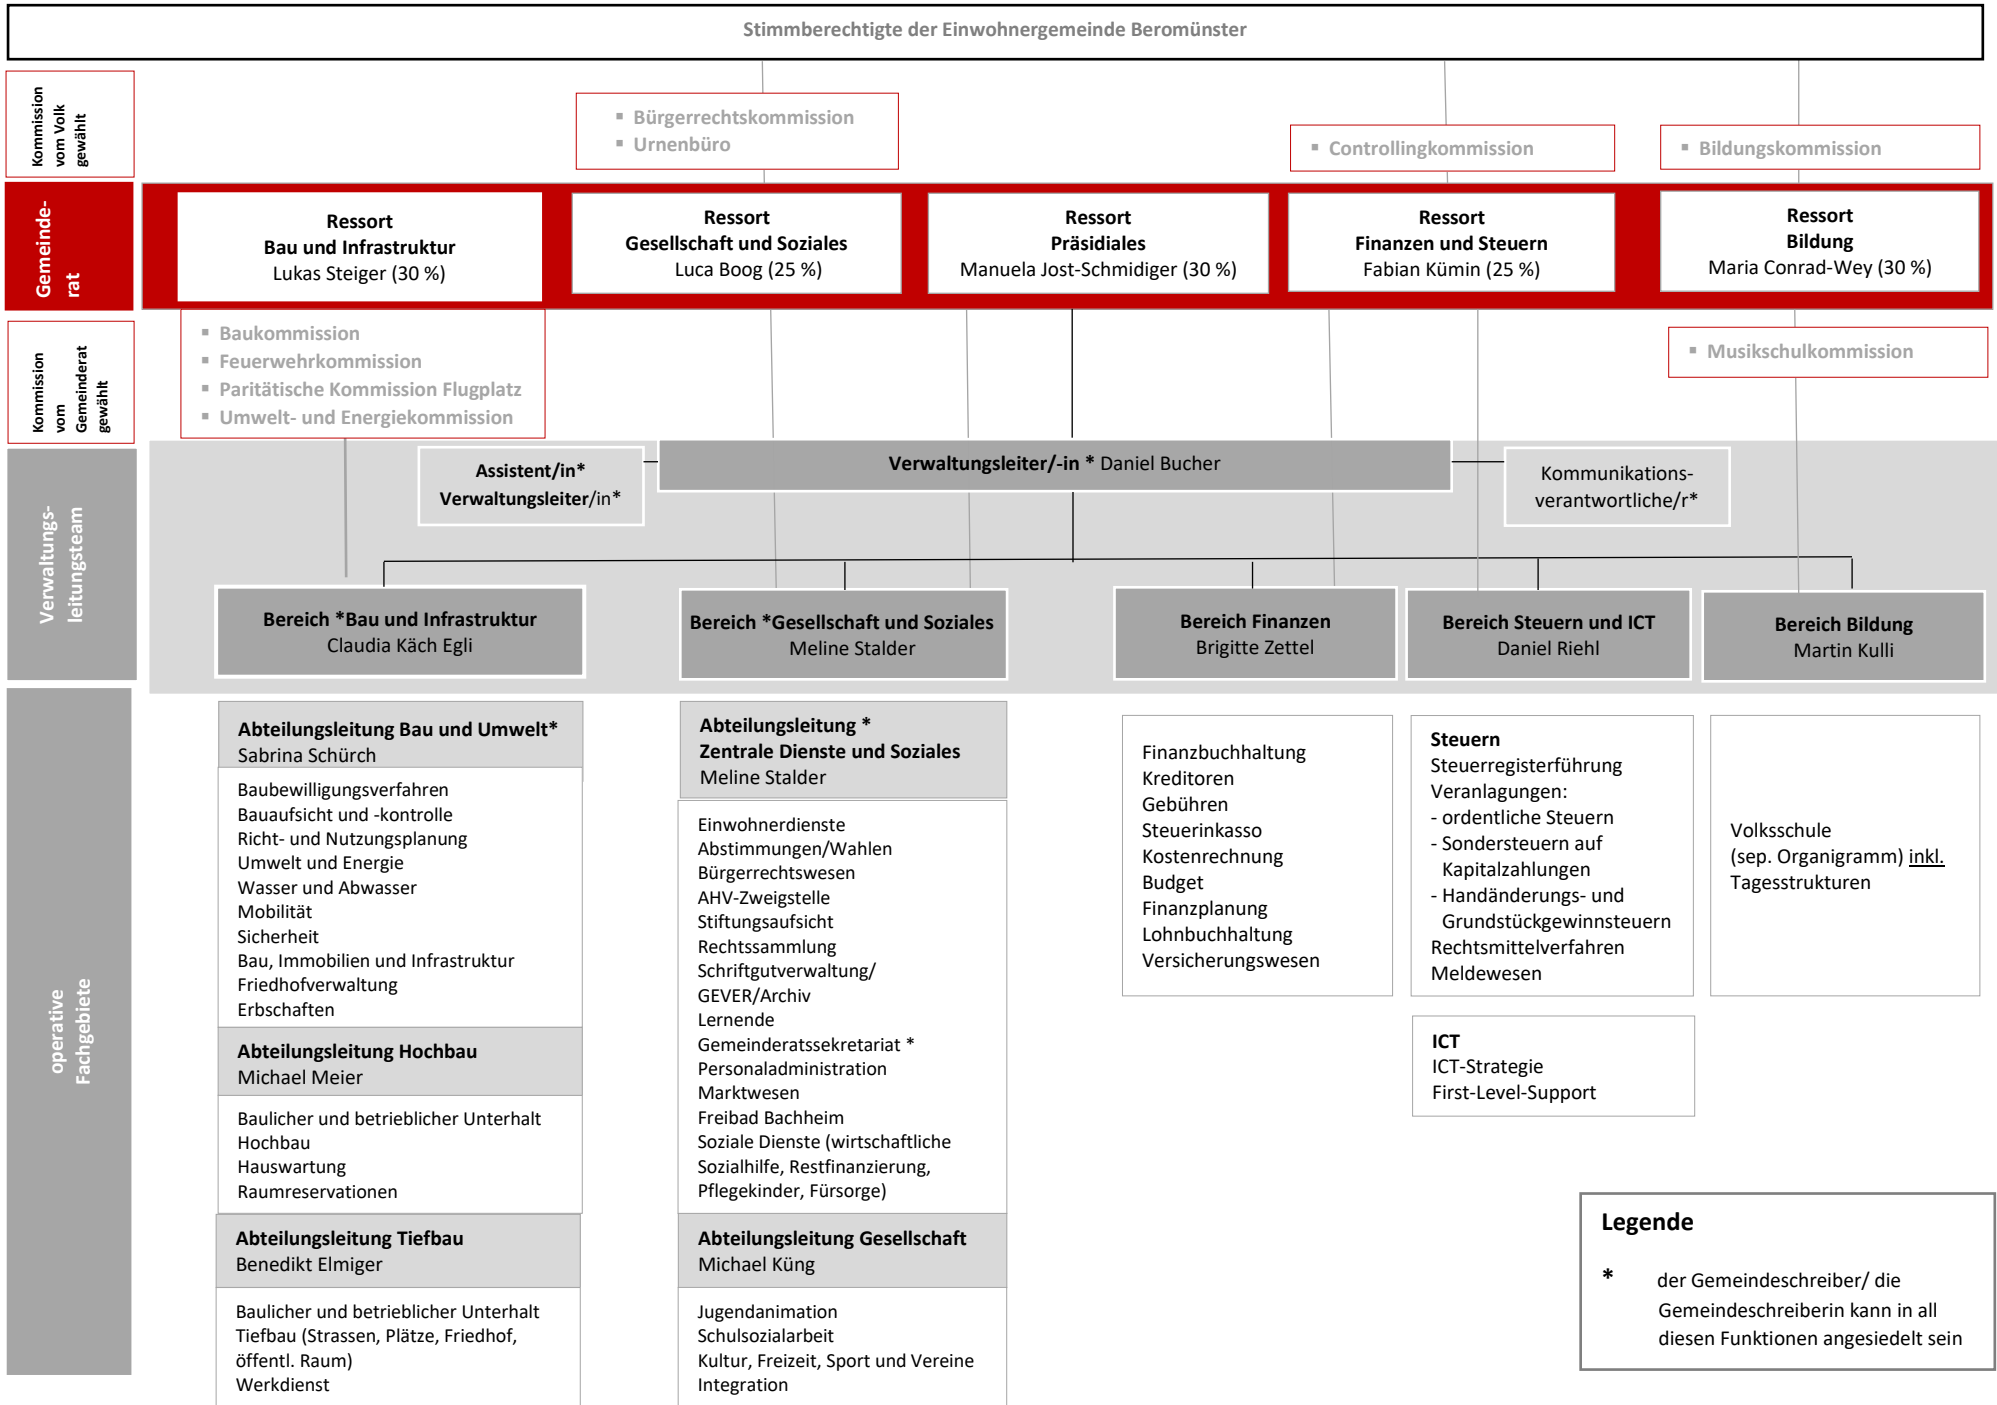 Stimmberechtigte der Einwohnergemeinde Beromünster
Kommission
vom Volk
gewählt
▪ Bürgerrechtskommission
▪ Urnenbüro
▪ Controllingkommission
▪ Bildungskommission
Gemeinde-
rat
Ressort
Bau und Infrastruktur
Lukas Steiger (30 %)
Ressort
Gesellschaft und Soziales
Luca Boog (25 %)
Ressort
Präsidiales
Manuela Jost-Schmidiger (30 %)
Ressort
Finanzen und Steuern
Fabian Kümin (25 %)
Ressort
Bildung
Maria Conrad-Wey (30 %)
Kommission
vom
Gemeinderat
gewählt
▪ Baukommission
▪ Feuerwehrkommission
▪ Paritätische Kommission Flugplatz
▪ Umwelt- und Energiekommission
▪ Musikschulkommission
Verwaltungs-
leitungsteam
Assistent/in*
Verwaltungsleiter/in*
Verwaltungsleiter/-in * Daniel Bucher
Kommunikations-
verantwortliche/r*
Bereich *Bau und Infrastruktur
Claudia Käch Egli
Bereich *Gesellschaft und Soziales
Meline Stalder
Bereich Finanzen
Brigitte Zettel
Bereich Steuern und ICT
Daniel Riehl
Bereich Bildung
Martin Kulli
operative
Fachgebiete
Abteilungsleitung Bau und Umwelt*
Sabrina Schürch
Baubewilligungsverfahren
Bauaufsicht und -kontrolle
Richt- und Nutzungsplanung
Umwelt und Energie
Wasser und Abwasser
Mobilität
Sicherheit
Bau, Immobilien und Infrastruktur
Friedhofverwaltung
Erbschaften
Abteilungsleitung Hochbau
Michael Meier
Baulicher und betrieblicher Unterhalt
Hochbau
Hauswartung
Raumreservationen
Abteilungsleitung Tiefbau
Benedikt Elmiger
Baulicher und betrieblicher Unterhalt
Tiefbau (Strassen, Plätze, Friedhof,
öffentl. Raum)
Werkdienst
Abteilungsleitung *
Zentrale Dienste und Soziales
Meline Stalder
Einwohnerdienste
Abstimmungen/Wahlen
Bürgerrechtswesen
AHV-Zweigstelle
Stiftungsaufsicht
Rechtssammlung
Schriftgutverwaltung/
GEVER/Archiv
Lernende
Gemeinderatssekretariat *
Personaladministration
Marktwesen
Freibad Bachheim
Soziale Dienste (wirtschaftliche
Sozialhilfe, Restfinanzierung,
Pflegekinder, Fürsorge)
Abteilungsleitung Gesellschaft
Michael Küng
Jugendanimation
Schulsozialarbeit
Kultur, Freizeit, Sport und Vereine
Integration
Finanzbuchhaltung
Kreditoren
Gebühren
Steuerinkasso
Kostenrechnung
Budget
Finanzplanung
Lohnbuchhaltung
Versicherungswesen
Steuern
Steuerregisterführung
Veranlagungen:
- ordentliche Steuern
- Sondersteuern auf
Kapitalzahlungen
- Handänderungs- und
Grundstückgewinnsteuern
Rechtsmittelverfahren
Meldewesen
ICT
ICT-Strategie
First-Level-Support
Volksschule
(sep. Organigramm) inkl.
Tagesstrukturen
Legende
* der Gemeindeschreiber/ die
Gemeindeschreiberin kann in all
diesen Funktionen angesiedelt sein